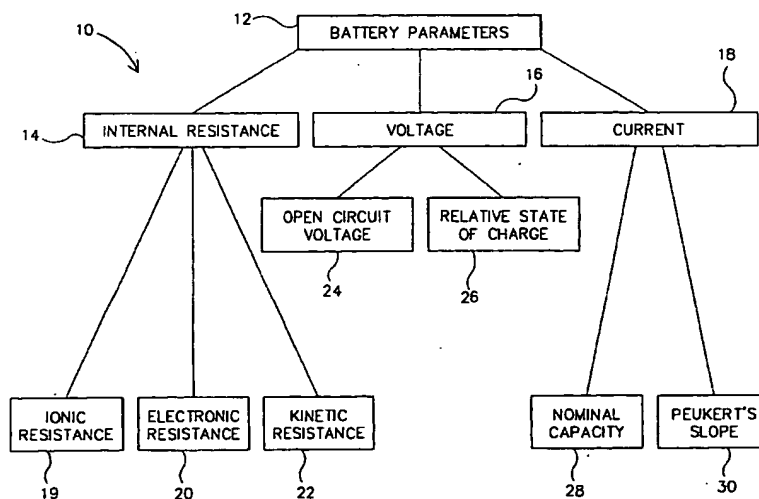 12
BATTERY PARAMETERS
10
16
18
14
INTERNAL RESISTANCE
VOLTAGE
CURRENT
OPEN CIRCUIT
VOLTAGE
RELATIVE STATE
OF CHARGE
24
26
IONIC
RESISTANCE
ELECTRONIC
RESISTANCE
KINETIC
RESISTANCE
NOMINAL
CAPACITY
PEUKERT'S
SLOPE
19
20
22
28
30